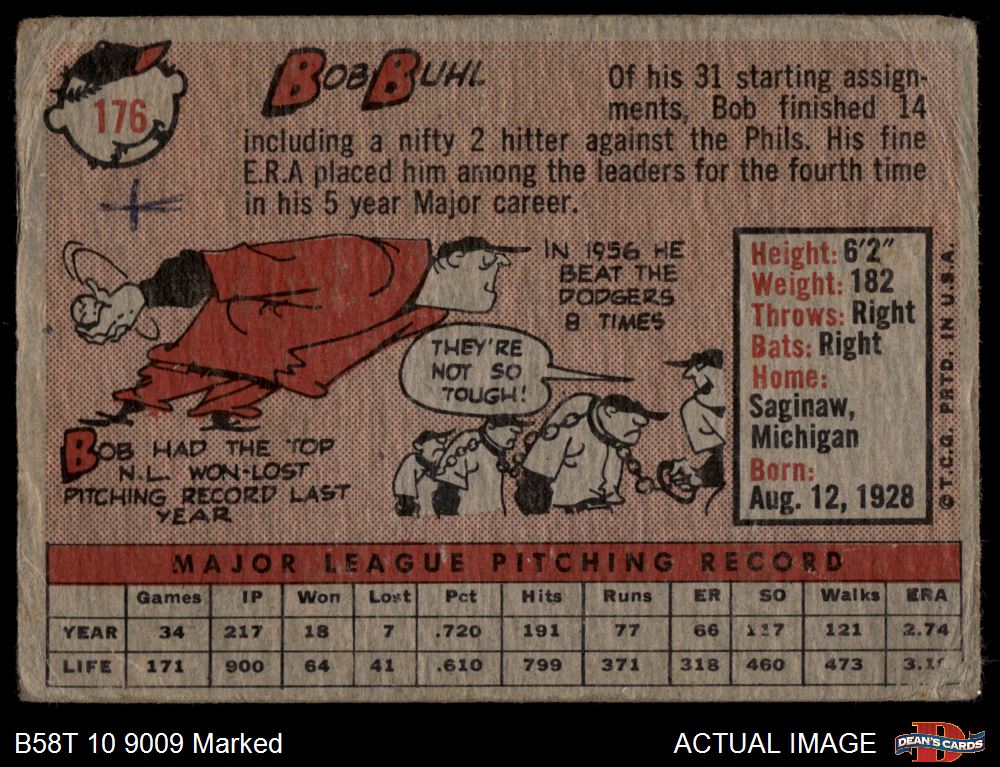 176
BOB BUHL
Of his 31 starting assign-
ments, Bob finished 14
including a nifty 2 hitter against the Phils. His fine
E.R.A placed him among the leaders for the fourth time
in his 5 year Major career.
IN 1956 HE
BEAT THE
DODGERS
8 TIMES
THEY'RE
NOT SO
TOUGH!
BOB HAD THE TOP
N.L. WON-LOST
PITCHING RECORD LAST
YEAR
Height: 6'2"
Weight: 182
Throws: Right
Bats: Right
Home:
Saginaw,
Michigan
Born:
Aug. 12, 1928
© T.C.G. PRTD. IN U.S.A.
MAJOR LEAGUE PITCHING RECORD
Games IP Won Lost Pct Hits Runs ER SO Walks ERA
YEAR 34 217 18 7 .720 191 77 66 117 121 2.74
LIFE 171 900 64 41 .610 799 371 318 460 473
B58T 10 9009 Marked
ACTUAL IMAGE
DEAN'S CARDS